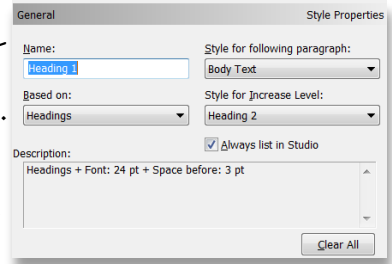 General Style Properties
Name: Style for following paragraph:
Heading 1 Body Text
Based on: Style for Increase Level:
Headings Heading 2
Always list in Studio
Description:
Headings + Font: 24 pt + Space before: 3 pt
Clear All